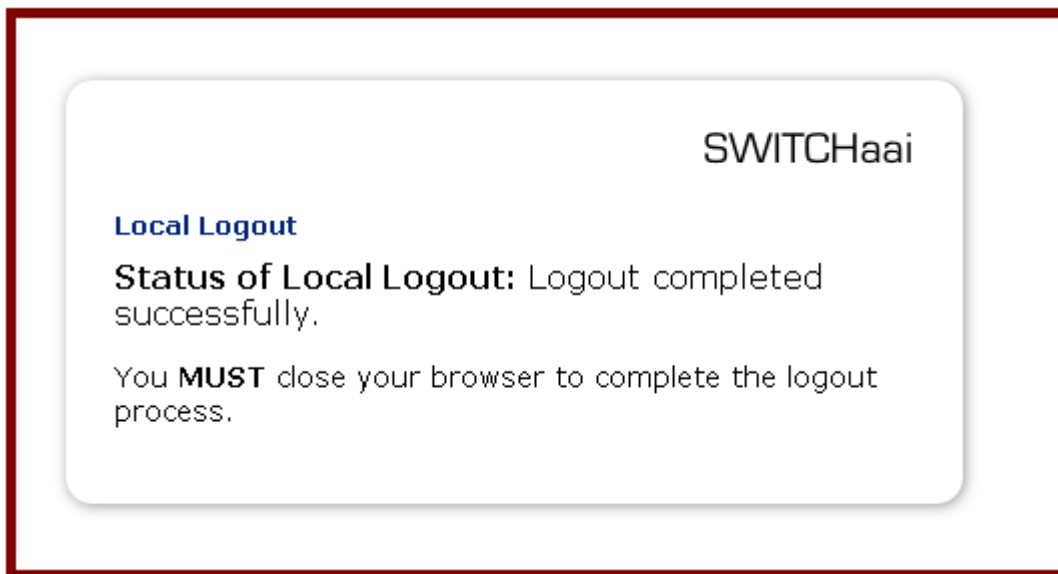 SWITCHaai
Local Logout
Status of Local Logout: Logout completed
successfully.
You MUST close your browser to complete the logout
process.